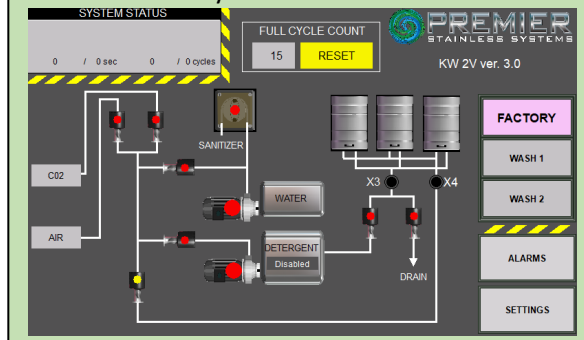 SYSTEM STATUS
0 / 0 sec 0 / 0 cycles
FULL CYCLE COUNT
15 RESET
PREMIER
STAINLESS SYSTEMS
KW 2V ver. 3.0
SANITIZER
C02
AIR
WATER
DETERGENT
Disabled
X3
X4
DRAIN
FACTORY
WASH 1
WASH 2
ALARMS
SETTINGS